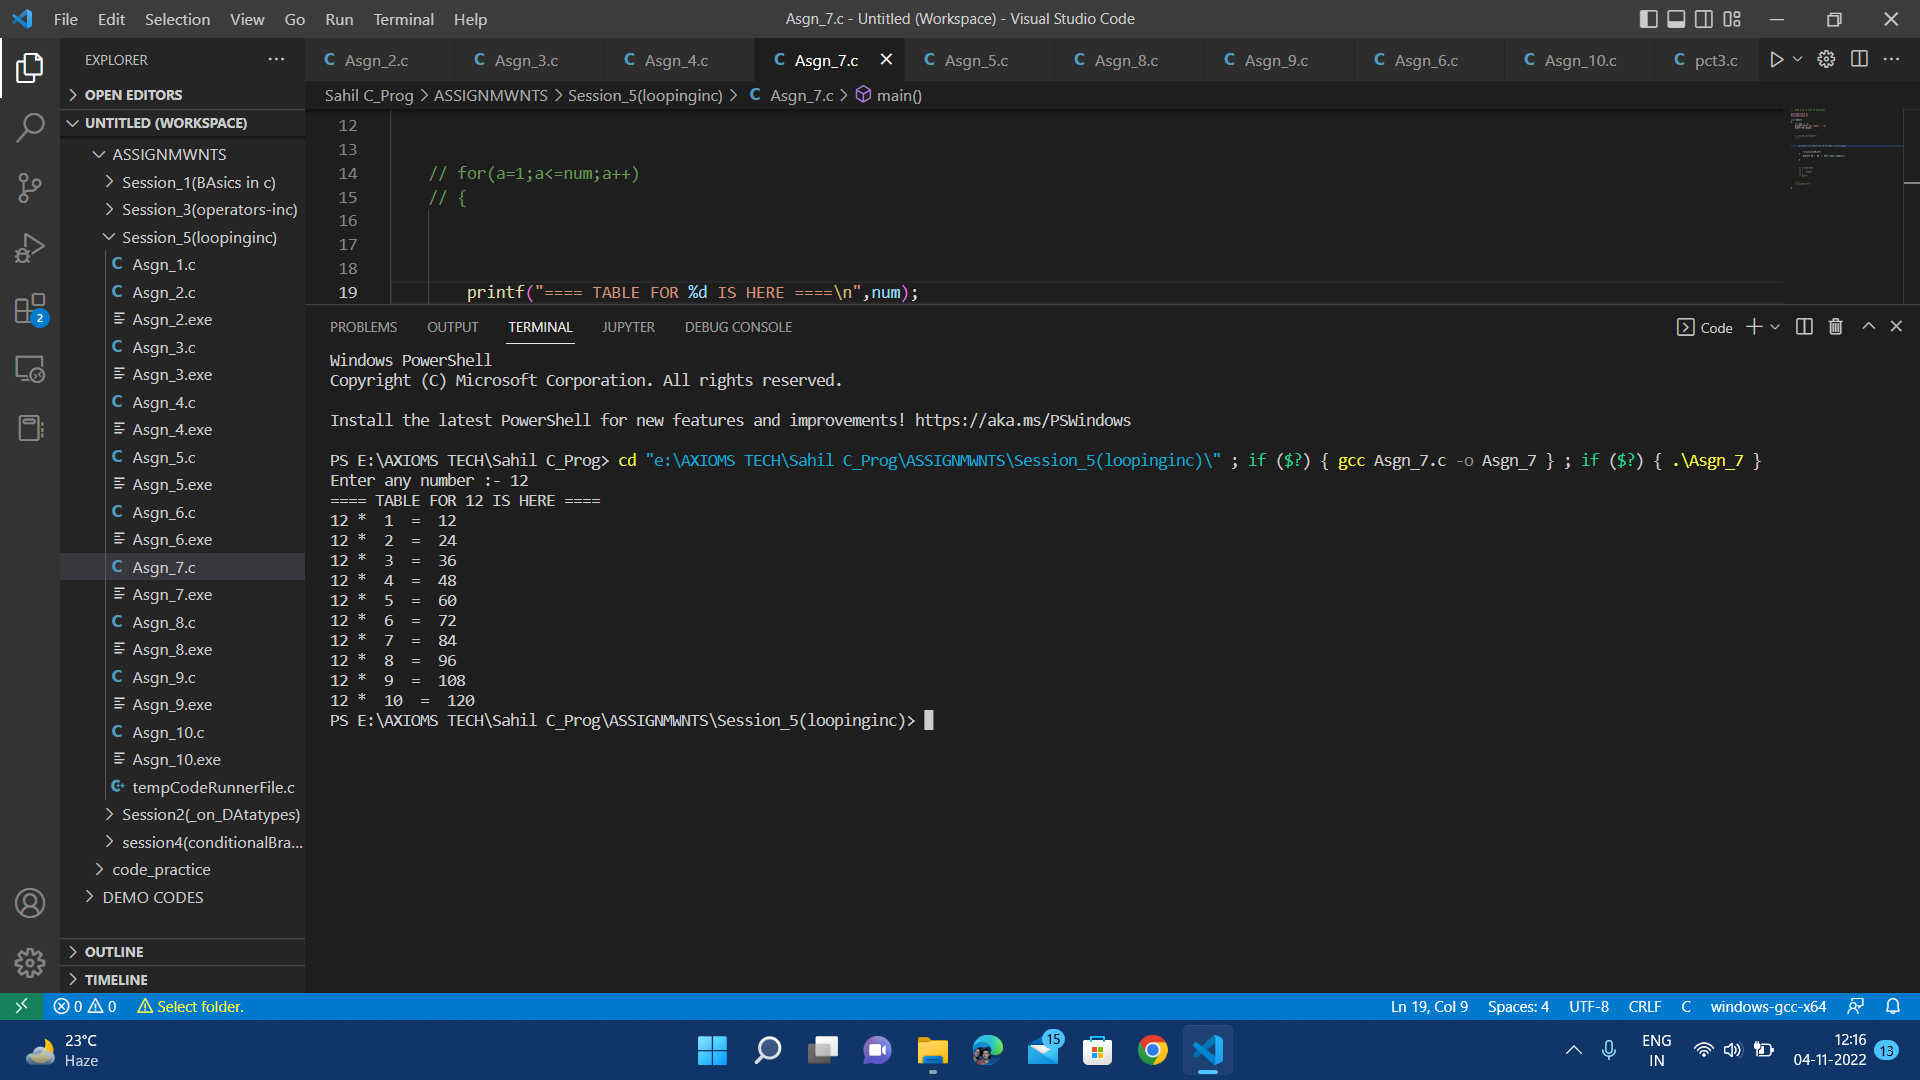 File Edit Selection View Go Run Terminal Help
Asgn_7.c - Untitled (Workspace) - Visual Studio Code
EXPLORER
Asgn_2.c Asgn_3.c Asgn_4.c Asgn_7.c Asgn_5.c Asgn_8.c Asgn_9.c Asgn_6.c Asgn_10.c pct3.c
Sahil C_Prog > ASSIGNMWNTS > Session_5(loopinginc) > C Asgn_7.c > main()
OPEN EDITORS
UNTITLED (WORKSPACE)
ASSIGNMWNTS
Session_1(BAsics in c)
Session_3(operators-inc)
Session_5(loopinginc)
Asgn_1.c
Asgn_2.c
Asgn_2.exe
Asgn_3.c
Asgn_3.exe
Asgn_4.c
Asgn_4.exe
Asgn_5.c
Asgn_5.exe
Asgn_6.c
Asgn_6.exe
Asgn_7.c
Asgn_7.exe
Asgn_8.c
Asgn_8.exe
Asgn_9.c
Asgn_9.exe
Asgn_10.c
Asgn_10.exe
tempCodeRunnerFile.c
Session2(_on_DAtatypes)
session4(conditionalBra...
code_practice
DEMO CODES
OUTLINE
TIMELINE
2
12
13
14 // for(a=1;a<=num;a++)
15 // {
16
17
18
19 printf("==== TABLE FOR %d IS HERE ====\n",num);
PROBLEMS OUTPUT TERMINAL JUPYTER DEBUG CONSOLE
Code
Windows PowerShell
Copyright (C) Microsoft Corporation. All rights reserved.
Install the latest PowerShell for new features and improvements! https://aka.ms/PSWindows
PS E:\AXIOMS TECH\Sahil C_Prog> cd "e:\AXIOMS TECH\Sahil C_Prog\ASSIGNMWNTS\Session_5(loopinginc)\" ; if ($?) { gcc Asgn_7.c -o Asgn_7 } ; if ($?) { .\Asgn_7 }
Enter any number :- 12
==== TABLE FOR 12 IS HERE ====
12 *  1  =  12
12 *  2  =  24
12 *  3  =  36
12 *  4  =  48
12 *  5  =  60
12 *  6  =  72
12 *  7  =  84
12 *  8  =  96
12 *  9  =  108
12 *  10  =  120
PS E:\AXIOMS TECH\Sahil C_Prog\ASSIGNMWNTS\Session_5(loopinginc)>
0 0 Select folder.
Ln 19, Col 9 Spaces: 4 UTF-8 CRLF C windows-gcc-x64
23°C
Haze
15
ENG
IN
12:16
04-11-2022
13